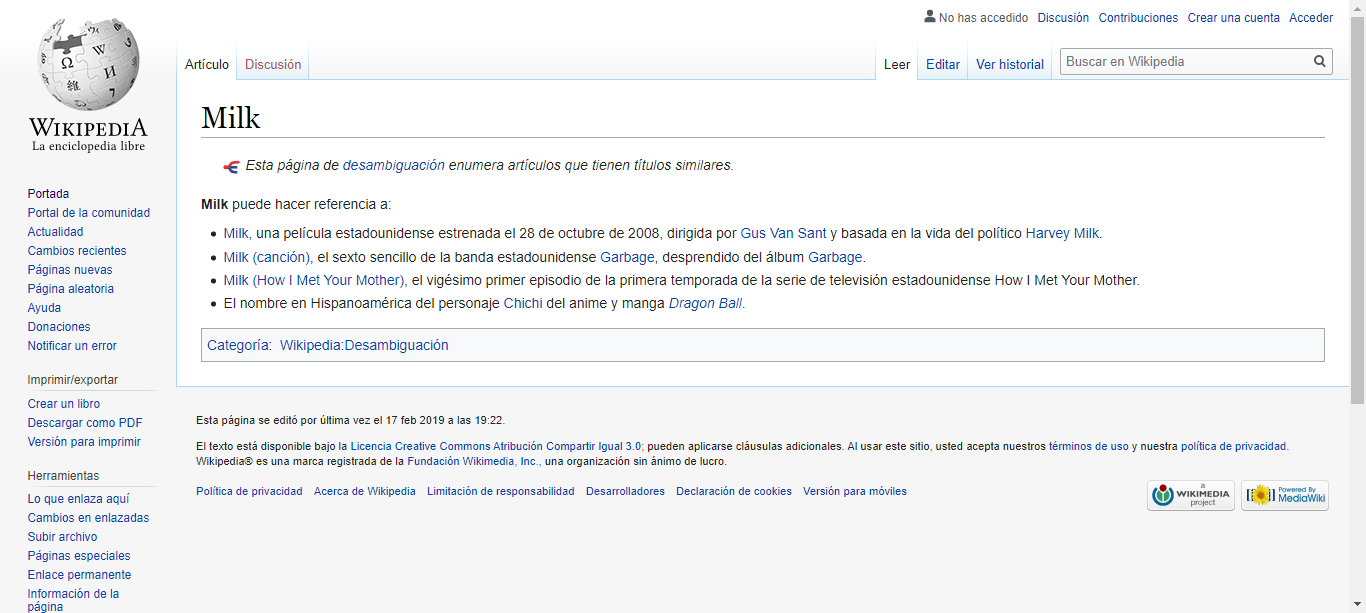 No has accedido Discusión Contribuciones Crear una cuenta Acceder
Artículo Discusión Leer Editar Ver historial Buscar en Wikipedia
WIKIPEDIA
La enciclopedia libre
Portada
Portal de la comunidad
Actualidad
Cambios recientes
Páginas nuevas
Página aleatoria
Ayuda
Donaciones
Notificar un error
Imprimir/exportar
Crear un libro
Descargar como PDF
Versión para imprimir
Herramientas
Lo que enlaza aquí
Cambios en enlazadas
Subir archivo
Páginas especiales
Enlace permanente
Información de la
página
Milk
Esta página de desambiguación enumera artículos que tienen títulos similares.
Milk puede hacer referencia a:
Milk, una película estadounidense estrenada el 28 de octubre de 2008, dirigida por Gus Van Sant y basada en la vida del político Harvey Milk.
Milk (canción), el sexto sencillo de la banda estadounidense Garbage, desprendido del álbum Garbage.
Milk (How I Met Your Mother), el vigésimo primer episodio de la primera temporada de la serie de televisión estadounidense How I Met Your Mother.
El nombre en Hispanoamérica del personaje Chichi del anime y manga Dragon Ball.
Categoría: Wikipedia:Desambiguación
Esta página se editó por última vez el 17 feb 2019 a las 19:22.
El texto está disponible bajo la Licencia Creative Commons Atribución Compartir Igual 3.0; pueden aplicarse cláusulas adicionales. Al usar este sitio, usted acepta nuestros términos de uso y nuestra política de privacidad.
Wikipedia® es una marca registrada de la Fundación Wikimedia, Inc., una organización sin ánimo de lucro.
Política de privacidad Acerca de Wikipedia Limitación de responsabilidad Desarrolladores Declaración de cookies Versión para móviles
a
WIKIMEDIA
project
Powered By
MediaWiki